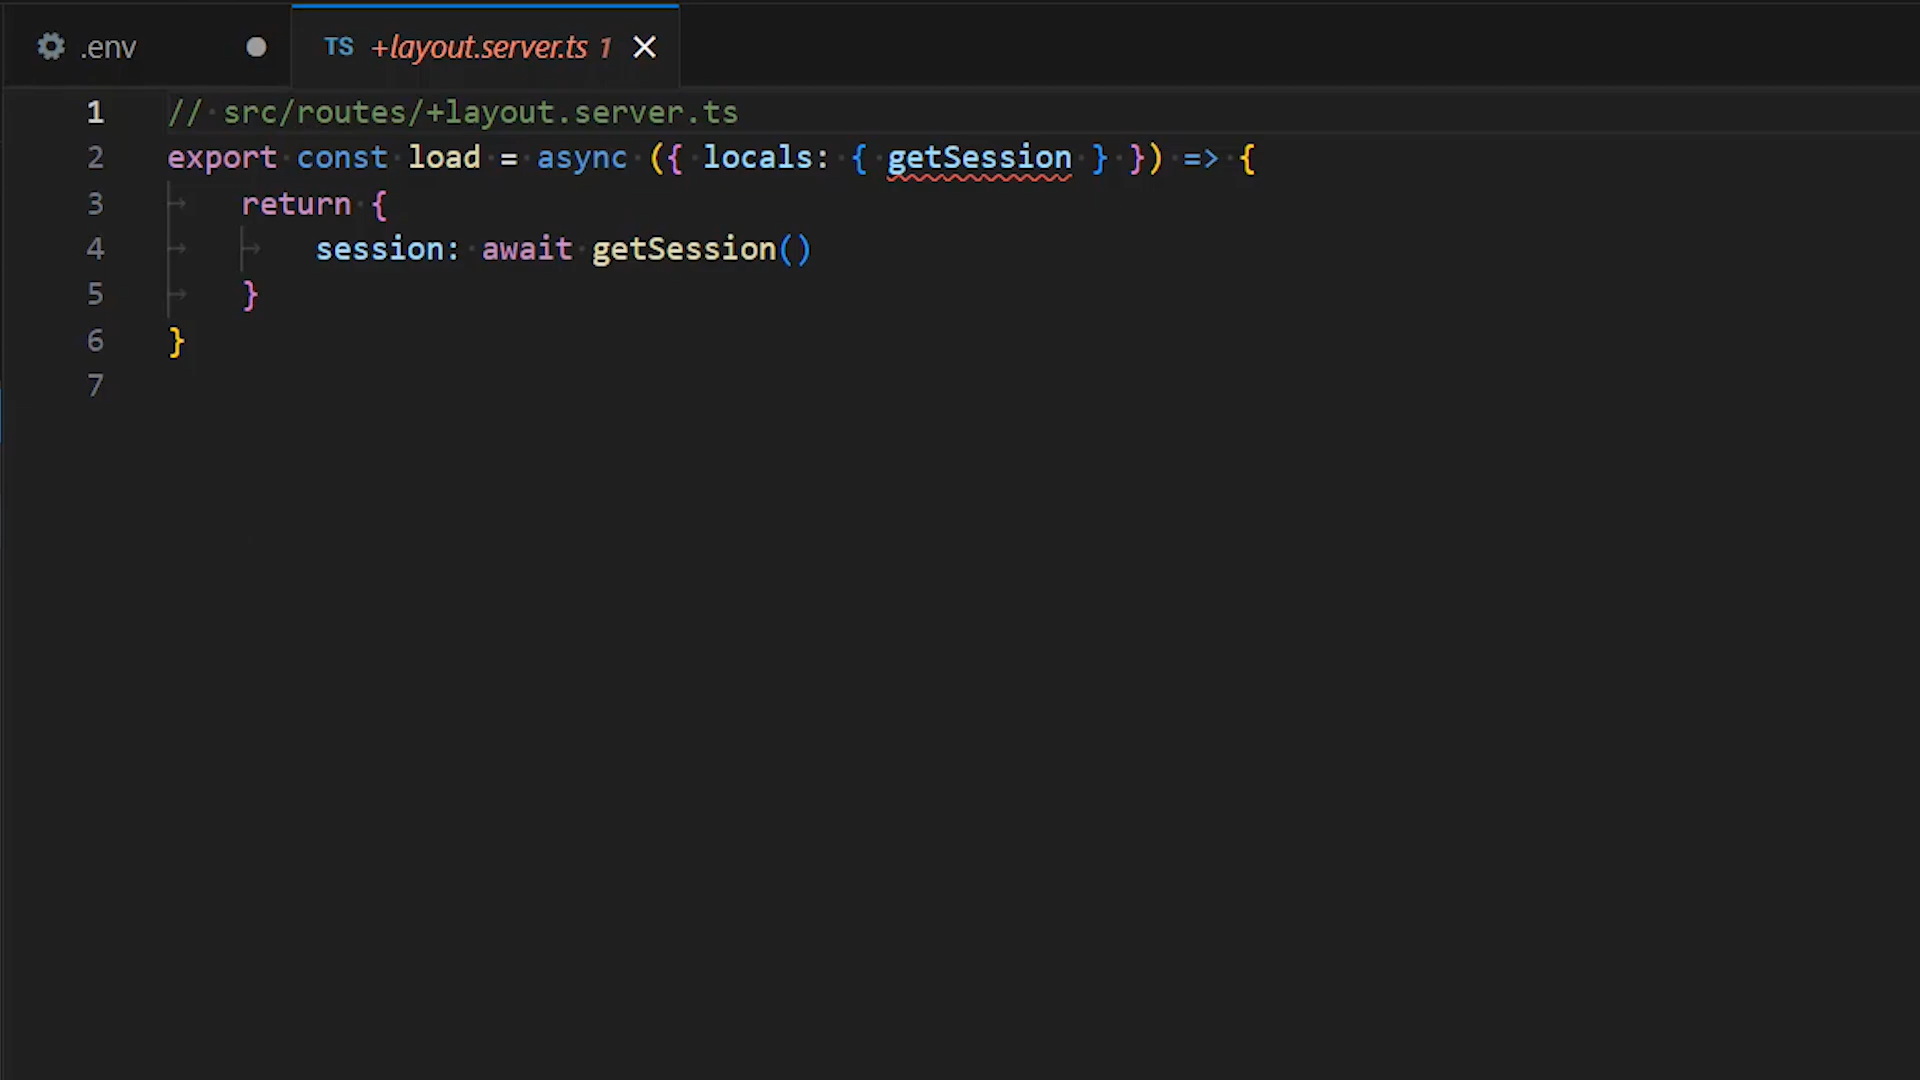 .env
TS +layout.server.ts 1
1 // src/routes/+layout.server.ts
2 export const load = async ({ locals: { getSession } }) => {
3 return {
4 session: await getSession()
5 }
6 }
7